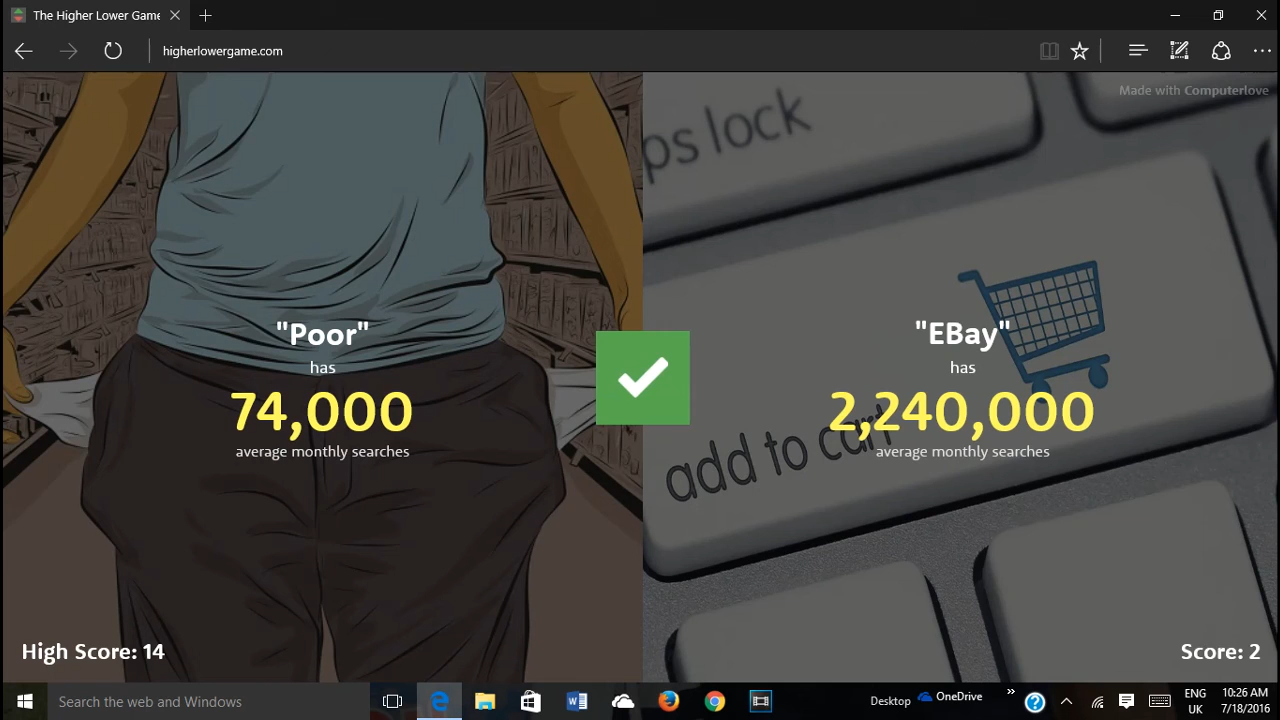 The Higher Lower Game
higherlowergame.com
Made with Computerlove
ps lock
"Poor"
has
74,000
average monthly searches
"EBay"
has
2,240,000
average monthly searches
add to cart
High Score: 14
Score: 2
Search the web and Windows
Desktop
OneDrive
ENG
UK
10:26 AM
7/18/2016